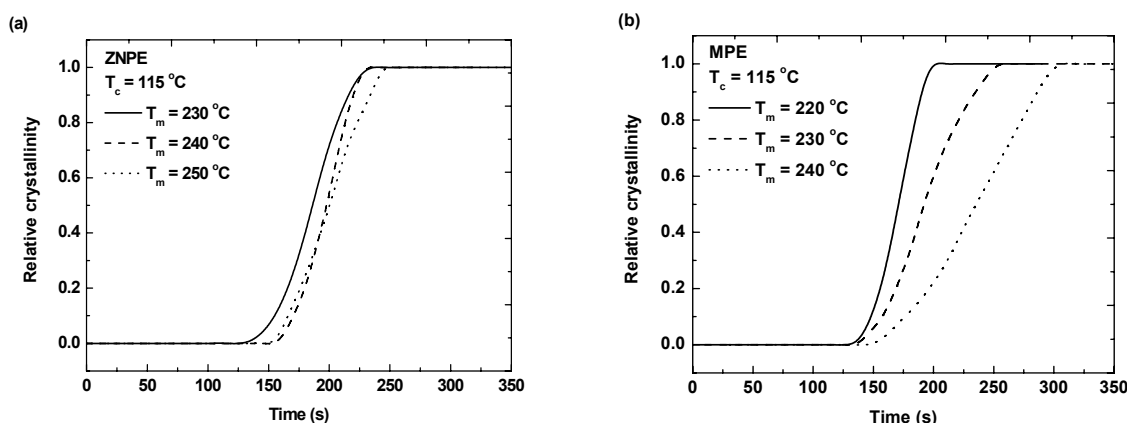 (a)
ZNPE
T_c = 115 °C
T_m = 230 °C
T_m = 240 °C
T_m = 250 °C
Relative crystallinity
1.0
0.8
0.6
0.4
0.2
0.0
0 50 100 150 200 250 300 350
Time (s)
(b)
MPE
T_c = 115 °C
T_m = 220 °C
T_m = 230 °C
T_m = 240 °C
Relative crystallinity
1.0
0.8
0.6
0.4
0.2
0.0
0 50 100 150 200 250 300 350
Time (s)